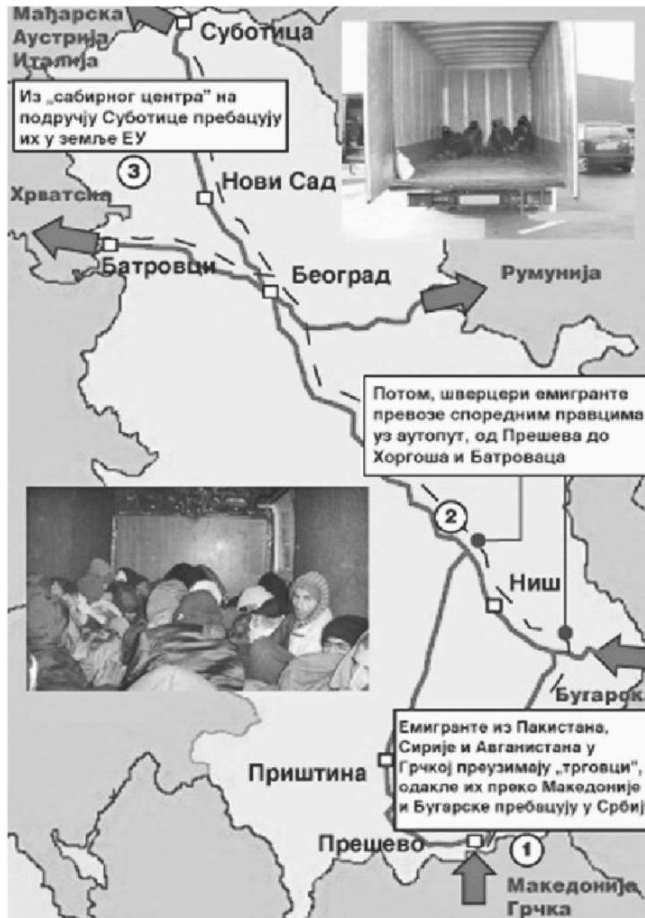 Мађарска
Аустрија
Италија
Суботица
Из „сабирног центра” на
подручју Суботице пребацују
их у земље ЕУ
3
Нови Сад
Хрватска
Батровци
Београд
Румунија
Потом, шверцери емигранте
превозе споредним правцима
уз аутопут, од Прешева до
Хоргоша и Батроваца
2
Ниш
Бугарска
Емигранте из Пакистана,
Сирије и Авганистана у
Грчкој преузимају „трговци”,
одакле их преко Македоније
и Бугарске пребацују у Србиј
Приштина
Прешево
1
Македонија
Грчка